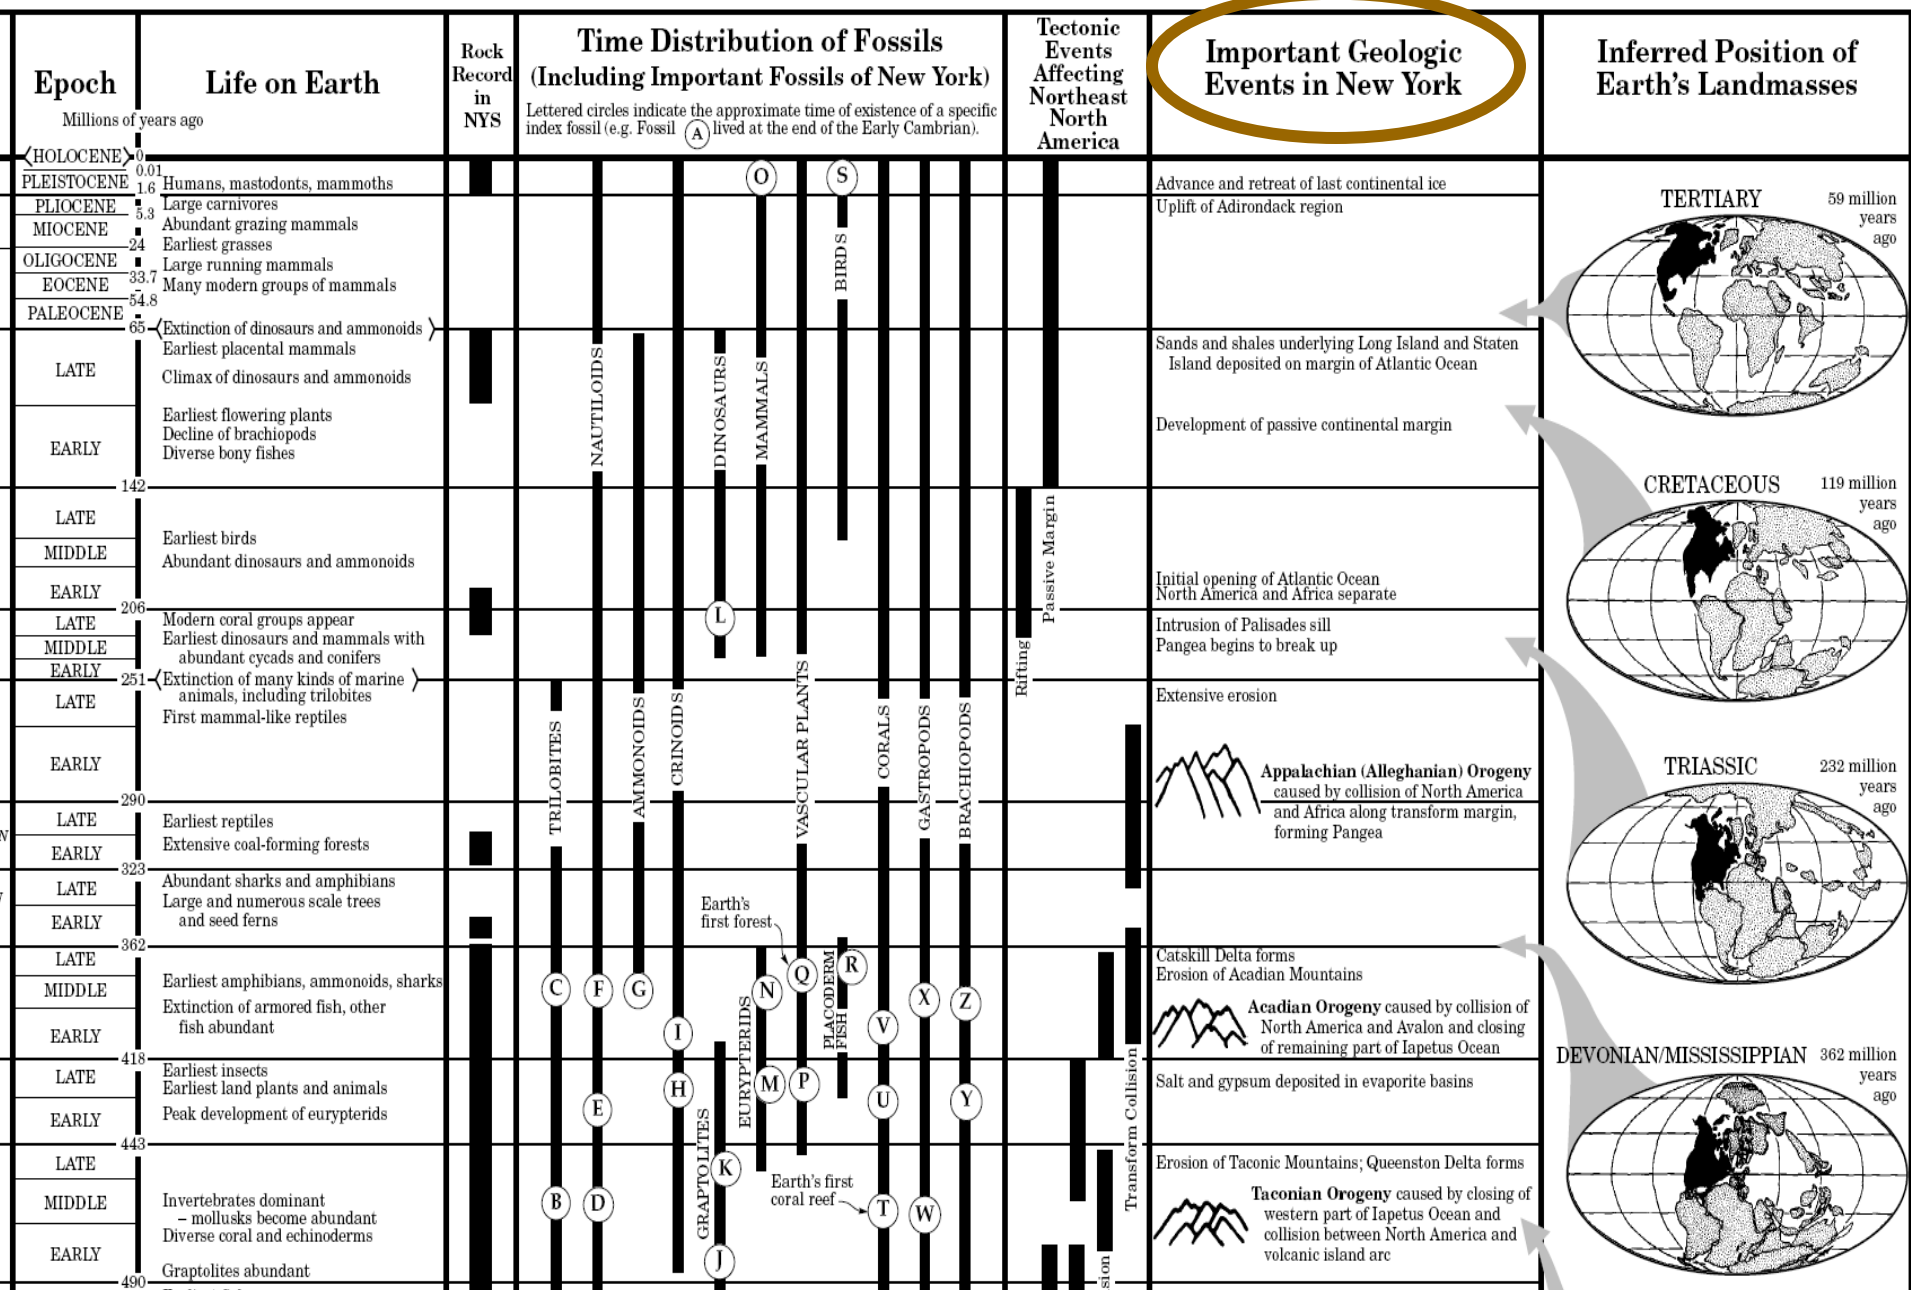 Epoch
Millions of years ago
Life on Earth
Rock
Record
in
NYS
Time Distribution of Fossils
(Including Important Fossils of New York)
Lettered circles indicate the approximate time of existence of a specific
index fossil (e.g. Fossil A lived at the end of the Early Cambrian).
Tectonic
Events
Affecting
Northeast
North
America
Important Geologic
Events in New York
Inferred Position of
Earth's Landmasses
HOLOCENE
0
0.01
PLEISTOCENE
1.6
PLIOCENE
5.3
MIOCENE
24
OLIGOCENE
33.7
EOCENE
54.8
PALEOCENE
65
LATE
EARLY
142
LATE
MIDDLE
EARLY
206
LATE
MIDDLE
EARLY
251
LATE
EARLY
290
LATE
EARLY
323
LATE
EARLY
362
LATE
MIDDLE
EARLY
418
LATE
EARLY
443
LATE
MIDDLE
EARLY
490
Humans, mastodonts, mammoths
Large carnivores
Abundant grazing mammals
Earliest grasses
Large running mammals
Many modern groups of mammals
Extinction of dinosaurs and ammonoids
Earliest placental mammals
Climax of dinosaurs and ammonoids
Earliest flowering plants
Decline of brachiopods
Diverse bony fishes
Earliest birds
Abundant dinosaurs and ammonoids
Modern coral groups appear
Earliest dinosaurs and mammals with
abundant cycads and conifers
Extinction of many kinds of marine
animals, including trilobites
First mammal-like reptiles
Earliest reptiles
Extensive coal-forming forests
Abundant sharks and amphibians
Large and numerous scale trees
and seed ferns
Earliest amphibians, ammonoids, sharks
Extinction of armored fish, other
fish abundant
Earliest insects
Earliest land plants and animals
Peak development of eurypterids
Invertebrates dominant
– mollusks become abundant
Diverse coral and echinoderms
Graptolites abundant
TRILOBITES
C
B
NAUTILOIDS
F
E
D
AMMONOIDS
G
CRINOIDS
I
H
DINOSAURS
L
GRAPTOLITES
K
J
O
MAMMALS
EURYPTERIDS
N
M
VASCULAR PLANTS
Earth's
first forest
Q
P
S
BIRDS
PLACODERM
FISH
R
CORALS
V
U
Earth's first
coral reef
T
GASTROPODS
X
W
BRACHIOPODS
Z
Y
Rifting
Passive Margin
Transform Collision
sion
Advance and retreat of last continental ice
Uplift of Adirondack region
Sands and shales underlying Long Island and Staten
Island deposited on margin of Atlantic Ocean
Development of passive continental margin
Initial opening of Atlantic Ocean
North America and Africa separate
Intrusion of Palisades sill
Pangea begins to break up
Extensive erosion
Appalachian (Alleghanian) Orogeny
caused by collision of North America
and Africa along transform margin,
forming Pangea
Catskill Delta forms
Erosion of Acadian Mountains
Acadian Orogeny caused by collision of
North America and Avalon and closing
of remaining part of Iapetus Ocean
Salt and gypsum deposited in evaporite basins
Erosion of Taconic Mountains; Queenston Delta forms
Taconian Orogeny caused by closing of
western part of Iapetus Ocean and
collision between North America and
volcanic island arc
TERTIARY
59 million
years
ago
CRETACEOUS
119 million
years
ago
TRIASSIC
232 million
years
ago
DEVONIAN/MISSISSIPPIAN
362 million
years
ago